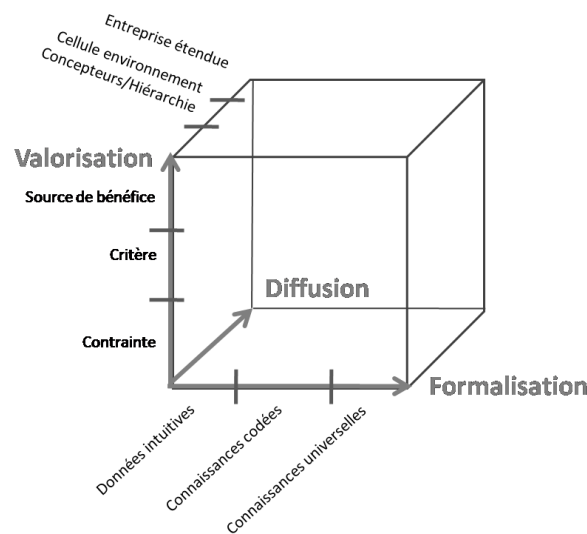 Entreprise étendue
Cellule environnement
Concepteurs/Hiérarchie
Valorisation
Source de bénéfice
Critère
Diffusion
Contrainte
Formalisation
Données intuitives
Connaissances codées
Connaissances universelles